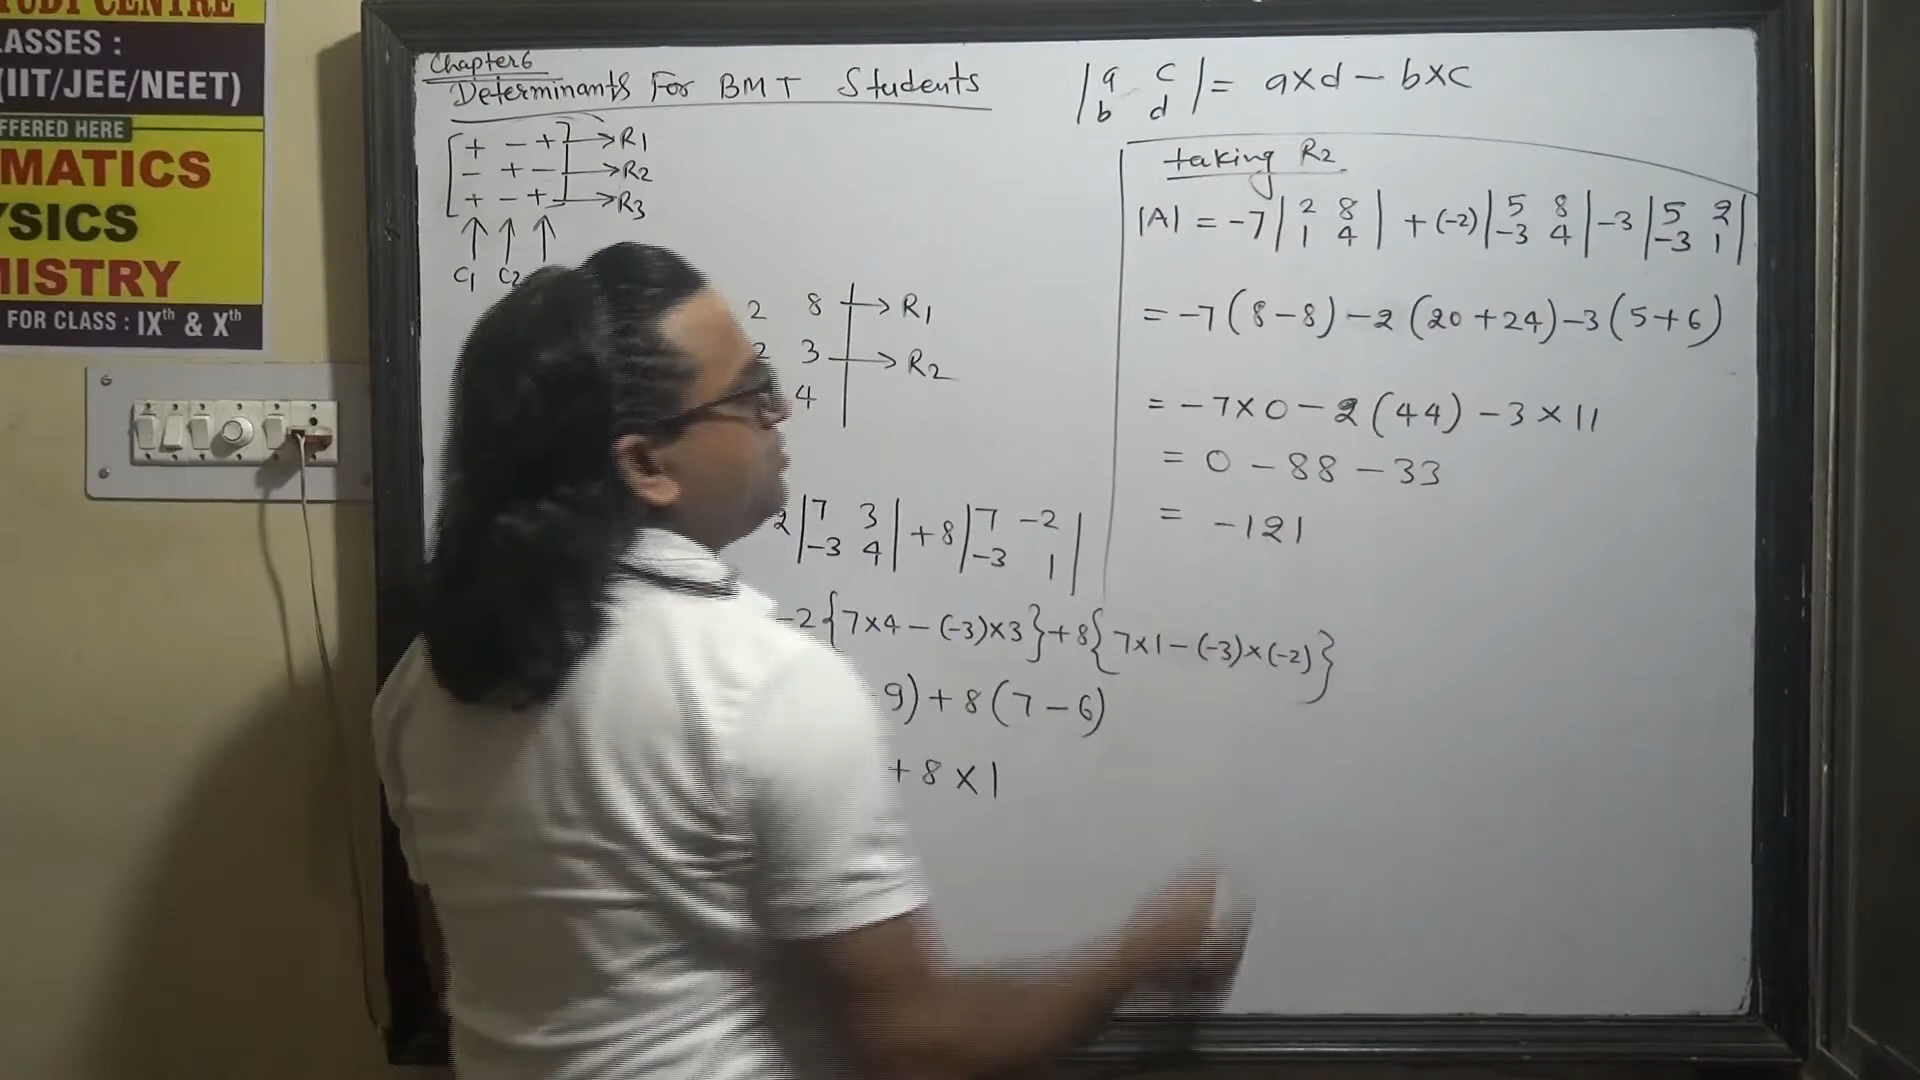 TUDY CENTRE
LASSES :
(IIT/JEE/NEET)
FFERED HERE
MATICS
YSICS
MISTRY
FOR CLASS : IXth & Xth
Chapter 6
Determinants For BMT Students
[+ - +] → R1
- + - → R2
+ - + → R3
C1 C2
2 8 → R1
2 3 → R2
4
2|7 3| + 8|7 -2|
|-3 4| |-3 1|
-2{7×4-(-3)×3}+8{7×1-(-3)×(-2)}
9)+8(7-6)
+8×1
|a c| = a×d - b×c
|b d|
taking R2
|A| = -7|2 8| + (-2)|5 8| -3|5 2|
|1 4| |-3 4| |-3 1|
= -7(8-8)-2(20+24)-3(5+6)
= -7×0-2(44)-3×11
= 0-88-33
= -121